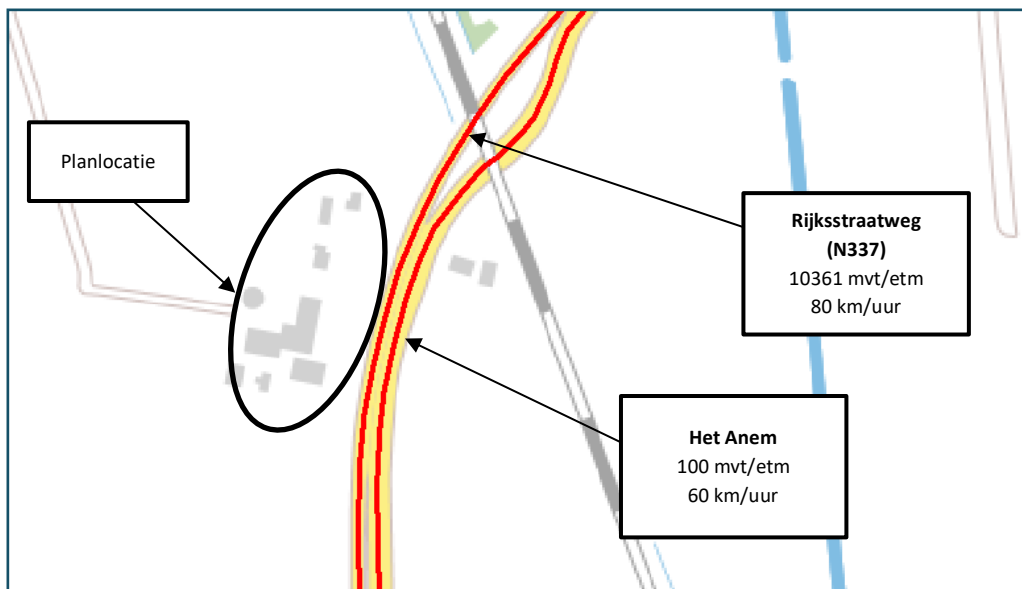 Planlocatie
Rijksstraatweg
(N337)
10361 mvt/etm
80 km/uur
Het Anem
100 mvt/etm
60 km/uur